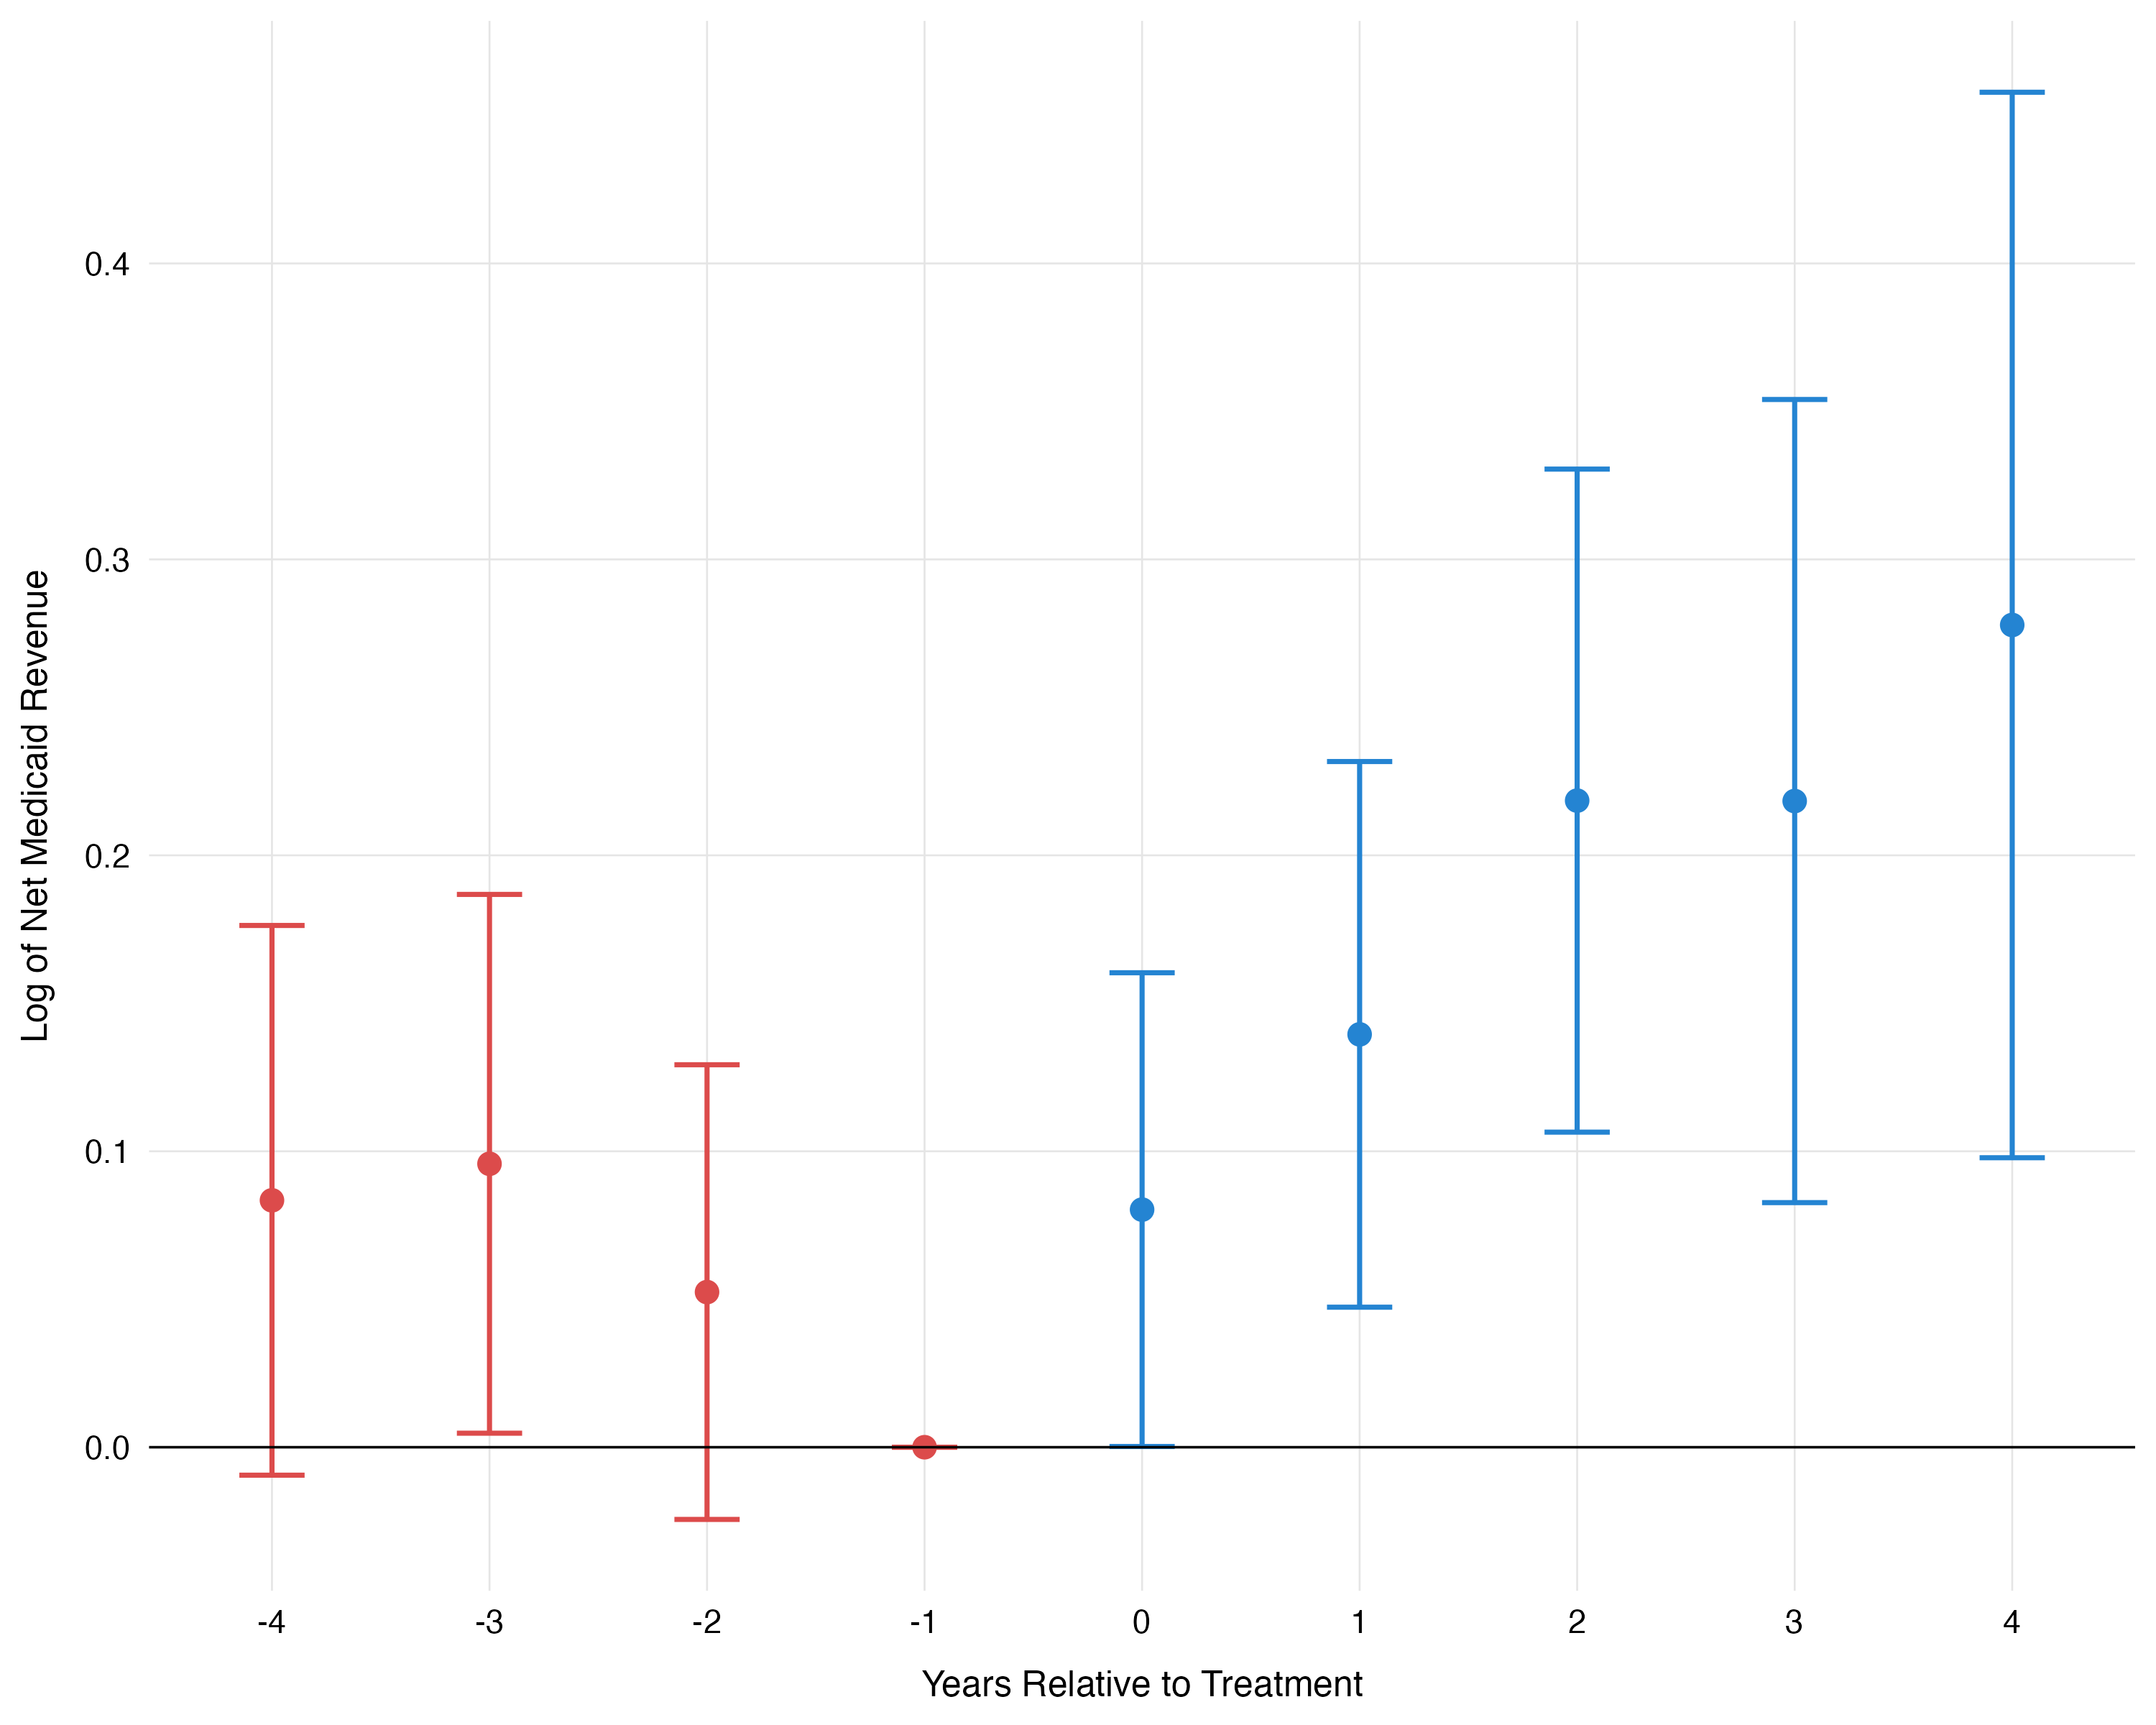 Log of Net Medicaid Revenue
0.4
0.3
0.2
0.1
0.0
-4 -3 -2 -1 0 1 2 3 4
Years Relative to Treatment